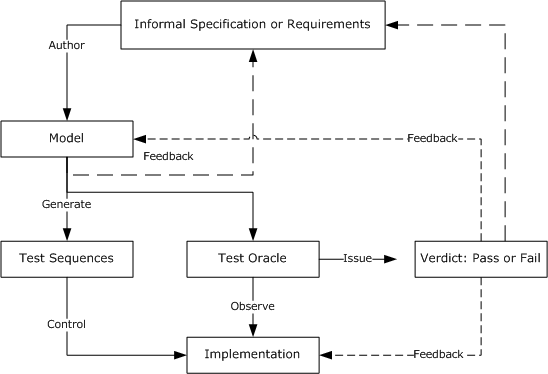 Informal Specification or Requirements
Author
Model
Feedback
Feedback
Generate
Test Sequences
Test Oracle
Issue
Verdict: Pass or Fail
Observe
Control
Implementation
Feedback